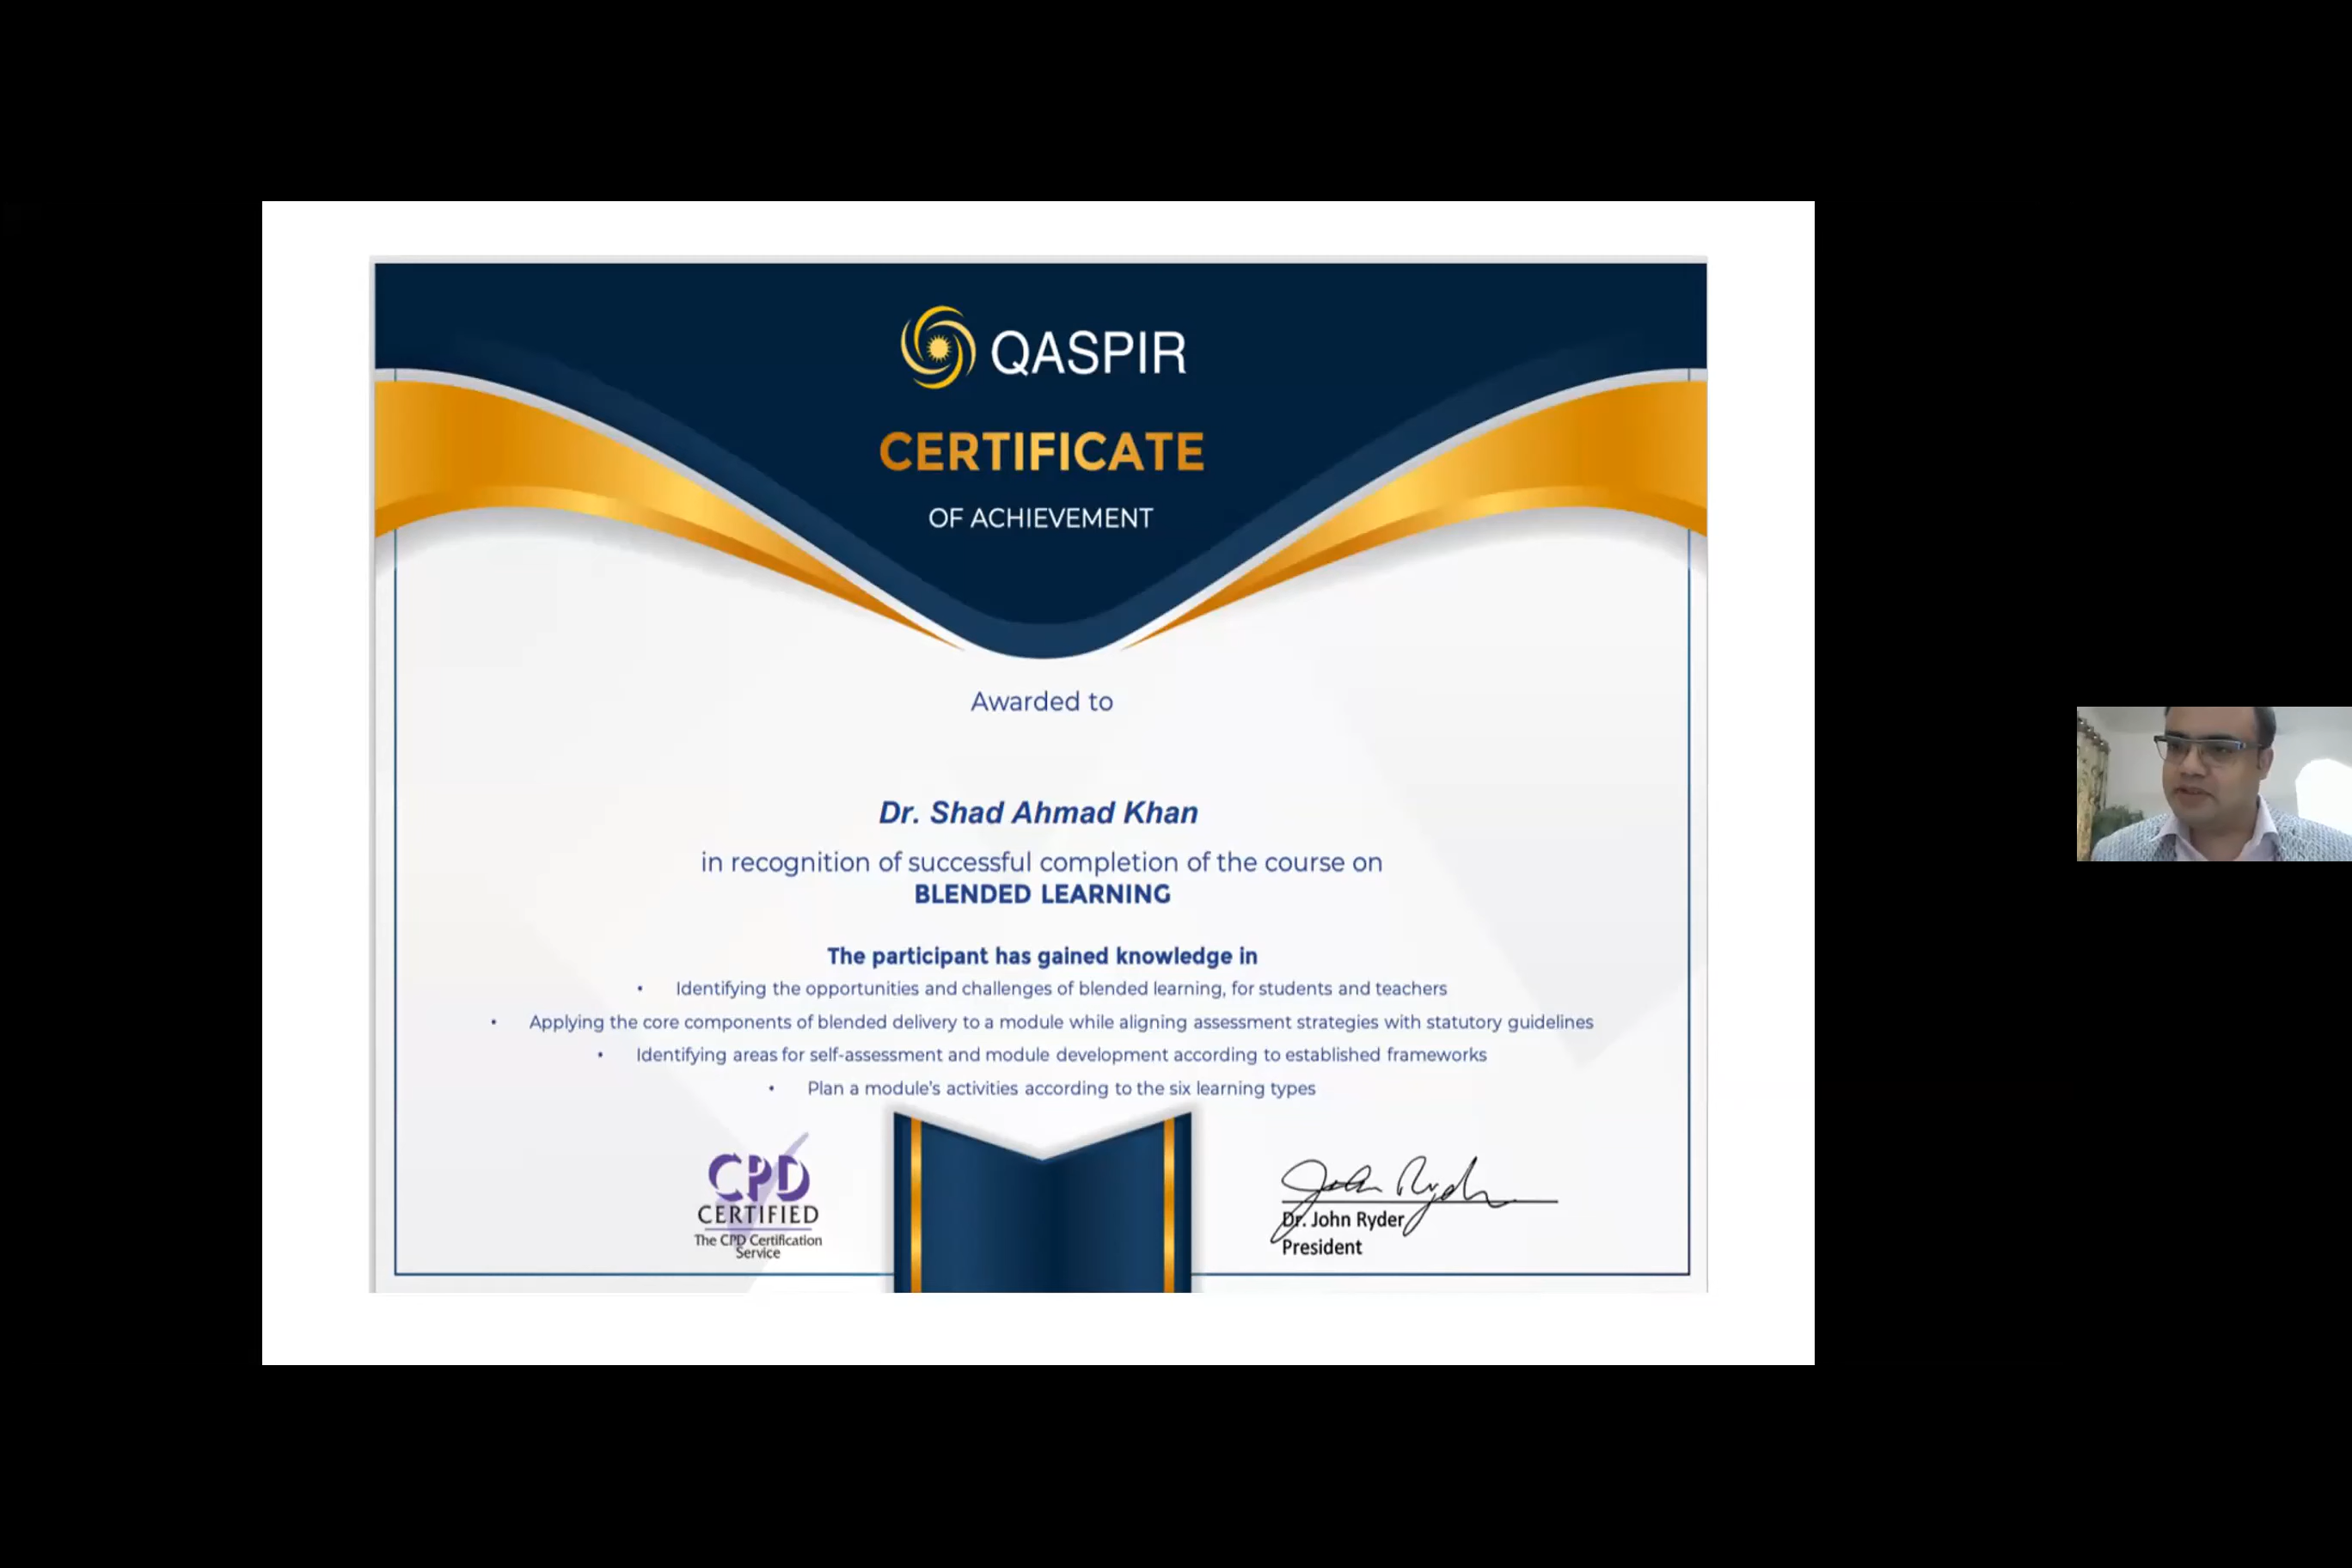 QASPIR
CERTIFICATE
OF ACHIEVEMENT
Awarded to
Dr. Shad Ahmad Khan
in recognition of successful completion of the course on
BLENDED LEARNING
The participant has gained knowledge in
• Identifying the opportunities and challenges of blended learning, for students and teachers
• Applying the core components of blended delivery to a module while aligning assessment strategies with statutory guidelines
• Identifying areas for self-assessment and module development according to established frameworks
• Plan a module's activities according to the six learning types
CPD
CERTIFIED
The CPD Certification
Service
John Ryder
Dr. John Ryder
President